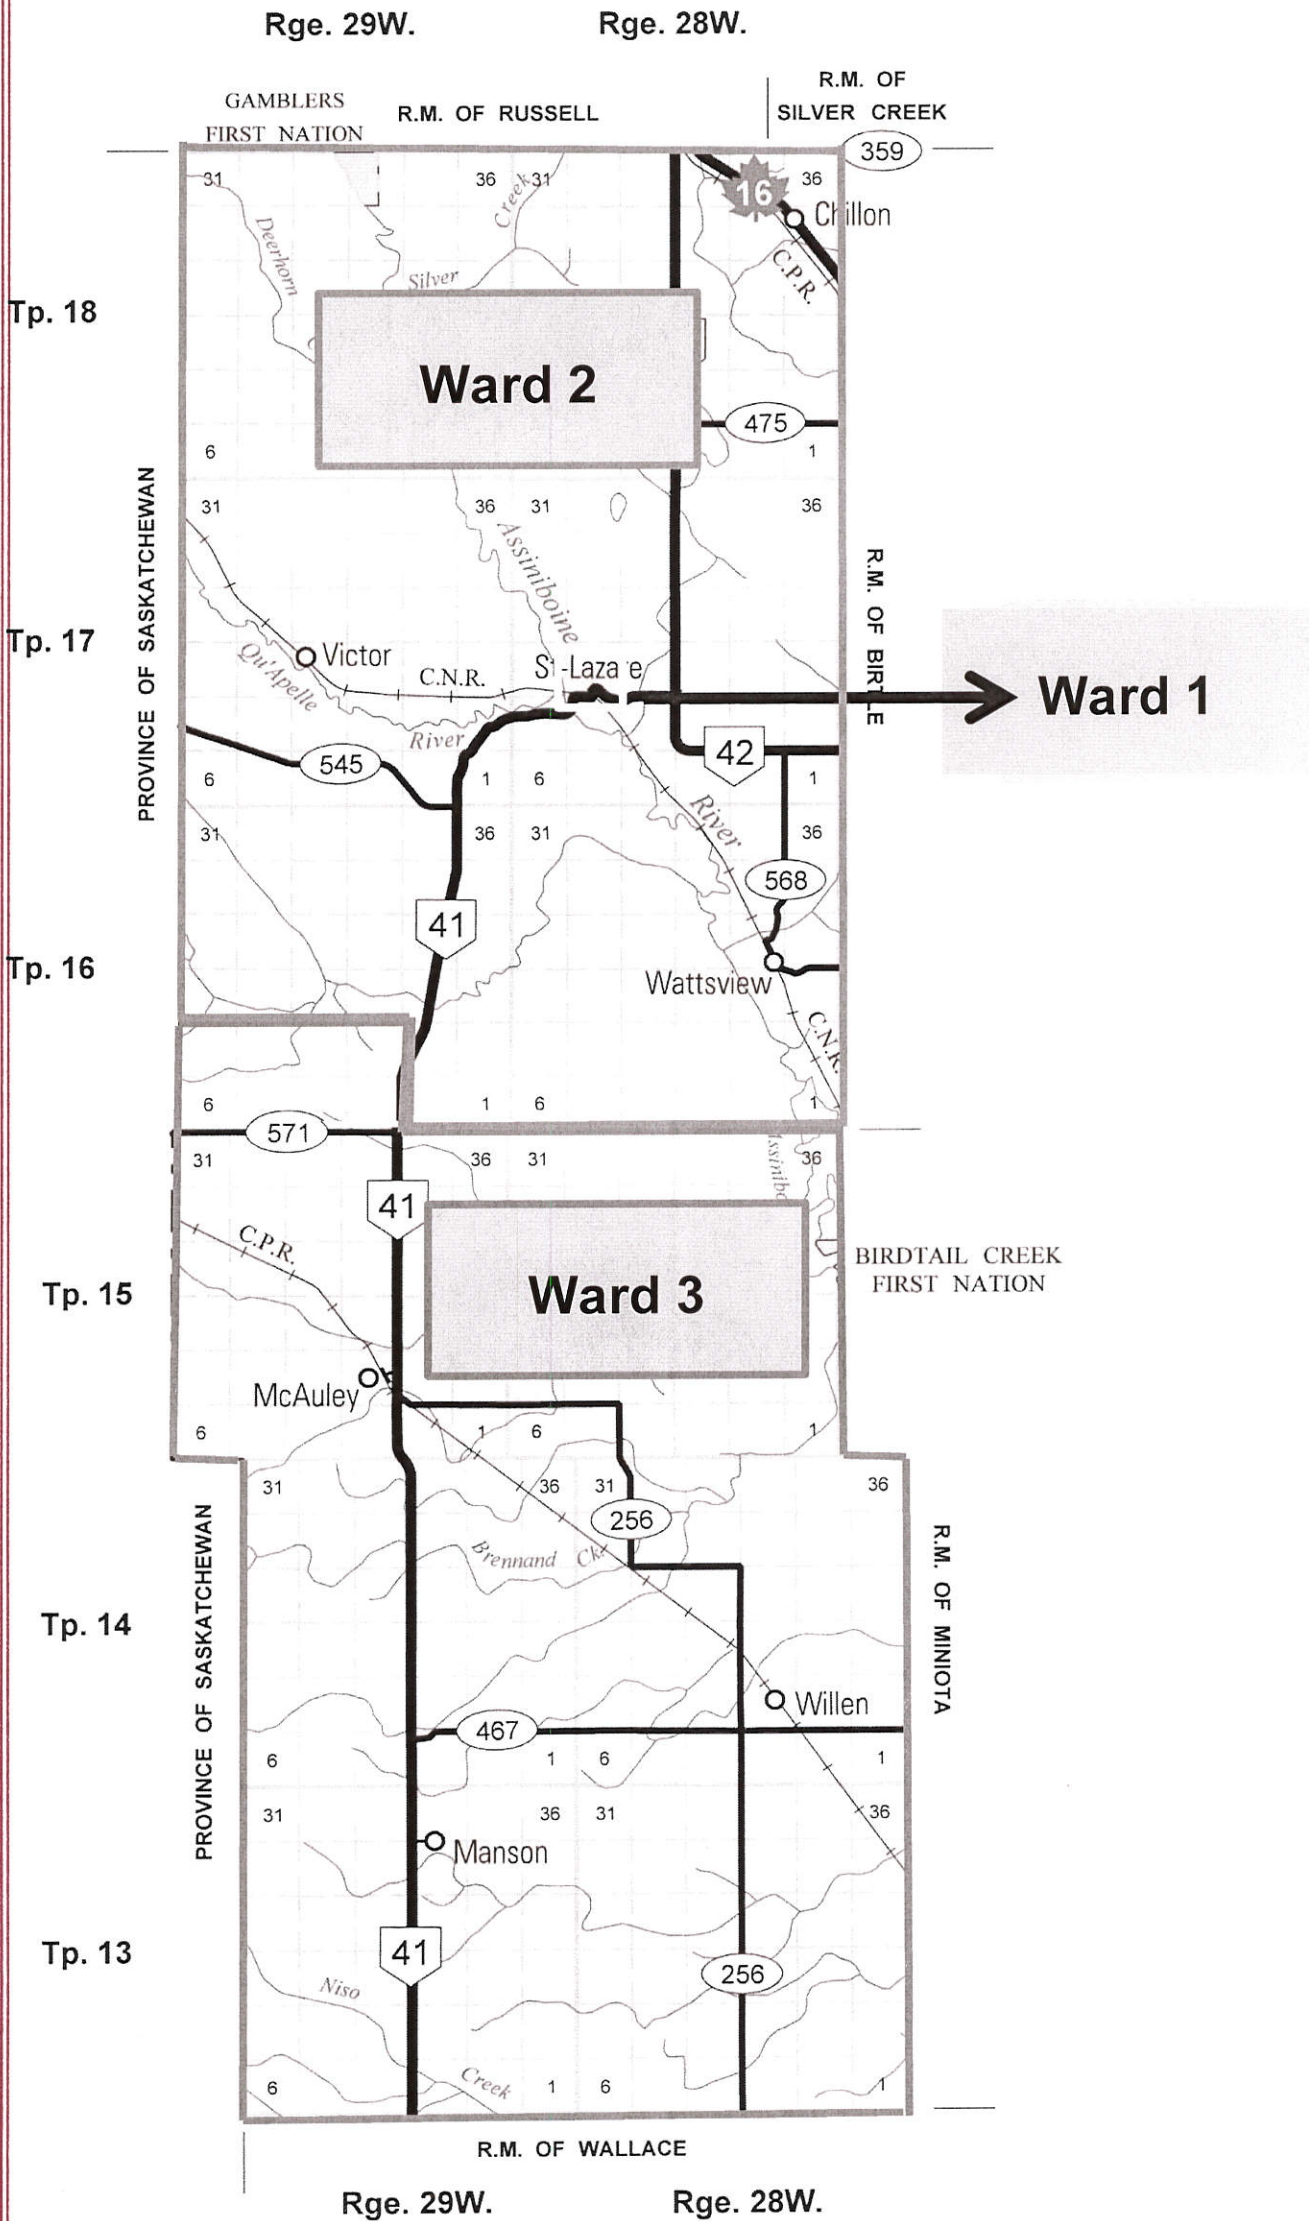 Rge. 29W. Rge. 28W.
GAMBLERS
FIRST NATION
R.M. OF RUSSELL
R.M. OF
SILVER CREEK
359
31 36 31 36
16
Chillon
Creek
Deerhorn
Silver
C.P.R.
Tp. 18
Ward 2
475
6 1
31 36 31 36
PROVINCE OF SASKATCHEWAN
Assiniboine
R.M. OF BIRTLE
Tp. 17
Victor
Qu'Apelle
C.N.R.
St-Lazare
Ward 1
River
545
42
6 1 6 1
31 36 31 36
River
568
41
Tp. 16
Wattsview
C.N.R.
6 1 6 1
571
31 36 31 36
41
C.P.R.
BIRDTAIL CREEK
FIRST NATION
Tp. 15
Ward 3
McAuley
6 1 6 1
31 36 31 36
256
Brennand Ck
PROVINCE OF SASKATCHEWAN
R.M. OF MINIOTA
Tp. 14
Willen
467
6 1 6 1
31 36 31 36
Manson
Tp. 13
41
256
Niso
Creek
6 1 6 1
R.M. OF WALLACE
Rge. 29W. Rge. 28W.